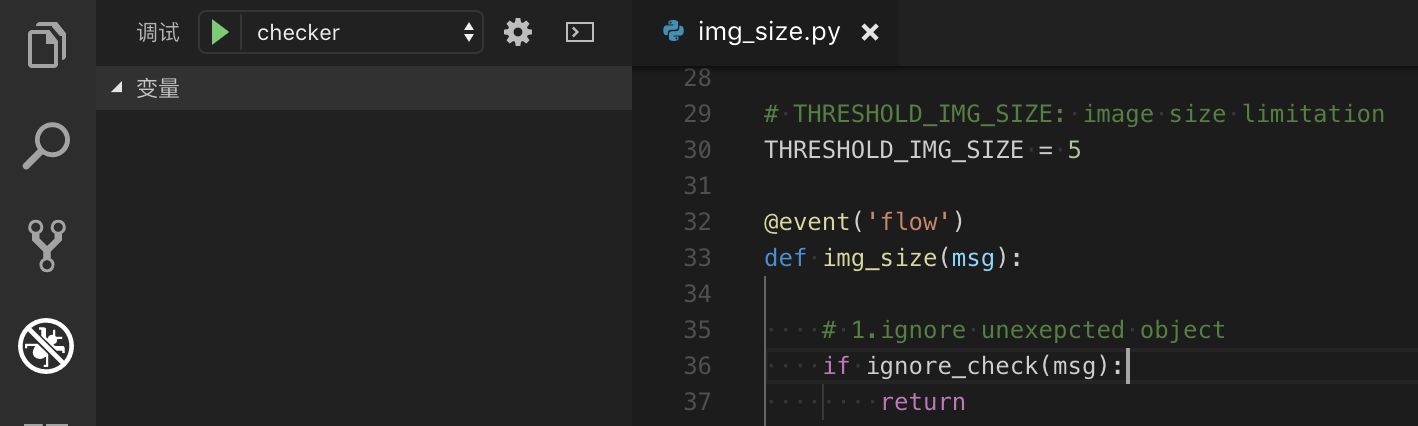 调试 checker
变量
img_size.py
28
29 # THRESHOLD_IMG_SIZE: image size limitation
30 THRESHOLD_IMG_SIZE = 5
31
32 @event('flow')
33 def img_size(msg):
34
35     # 1.ignore unexepcted object
36     if ignore_check(msg):
37         return